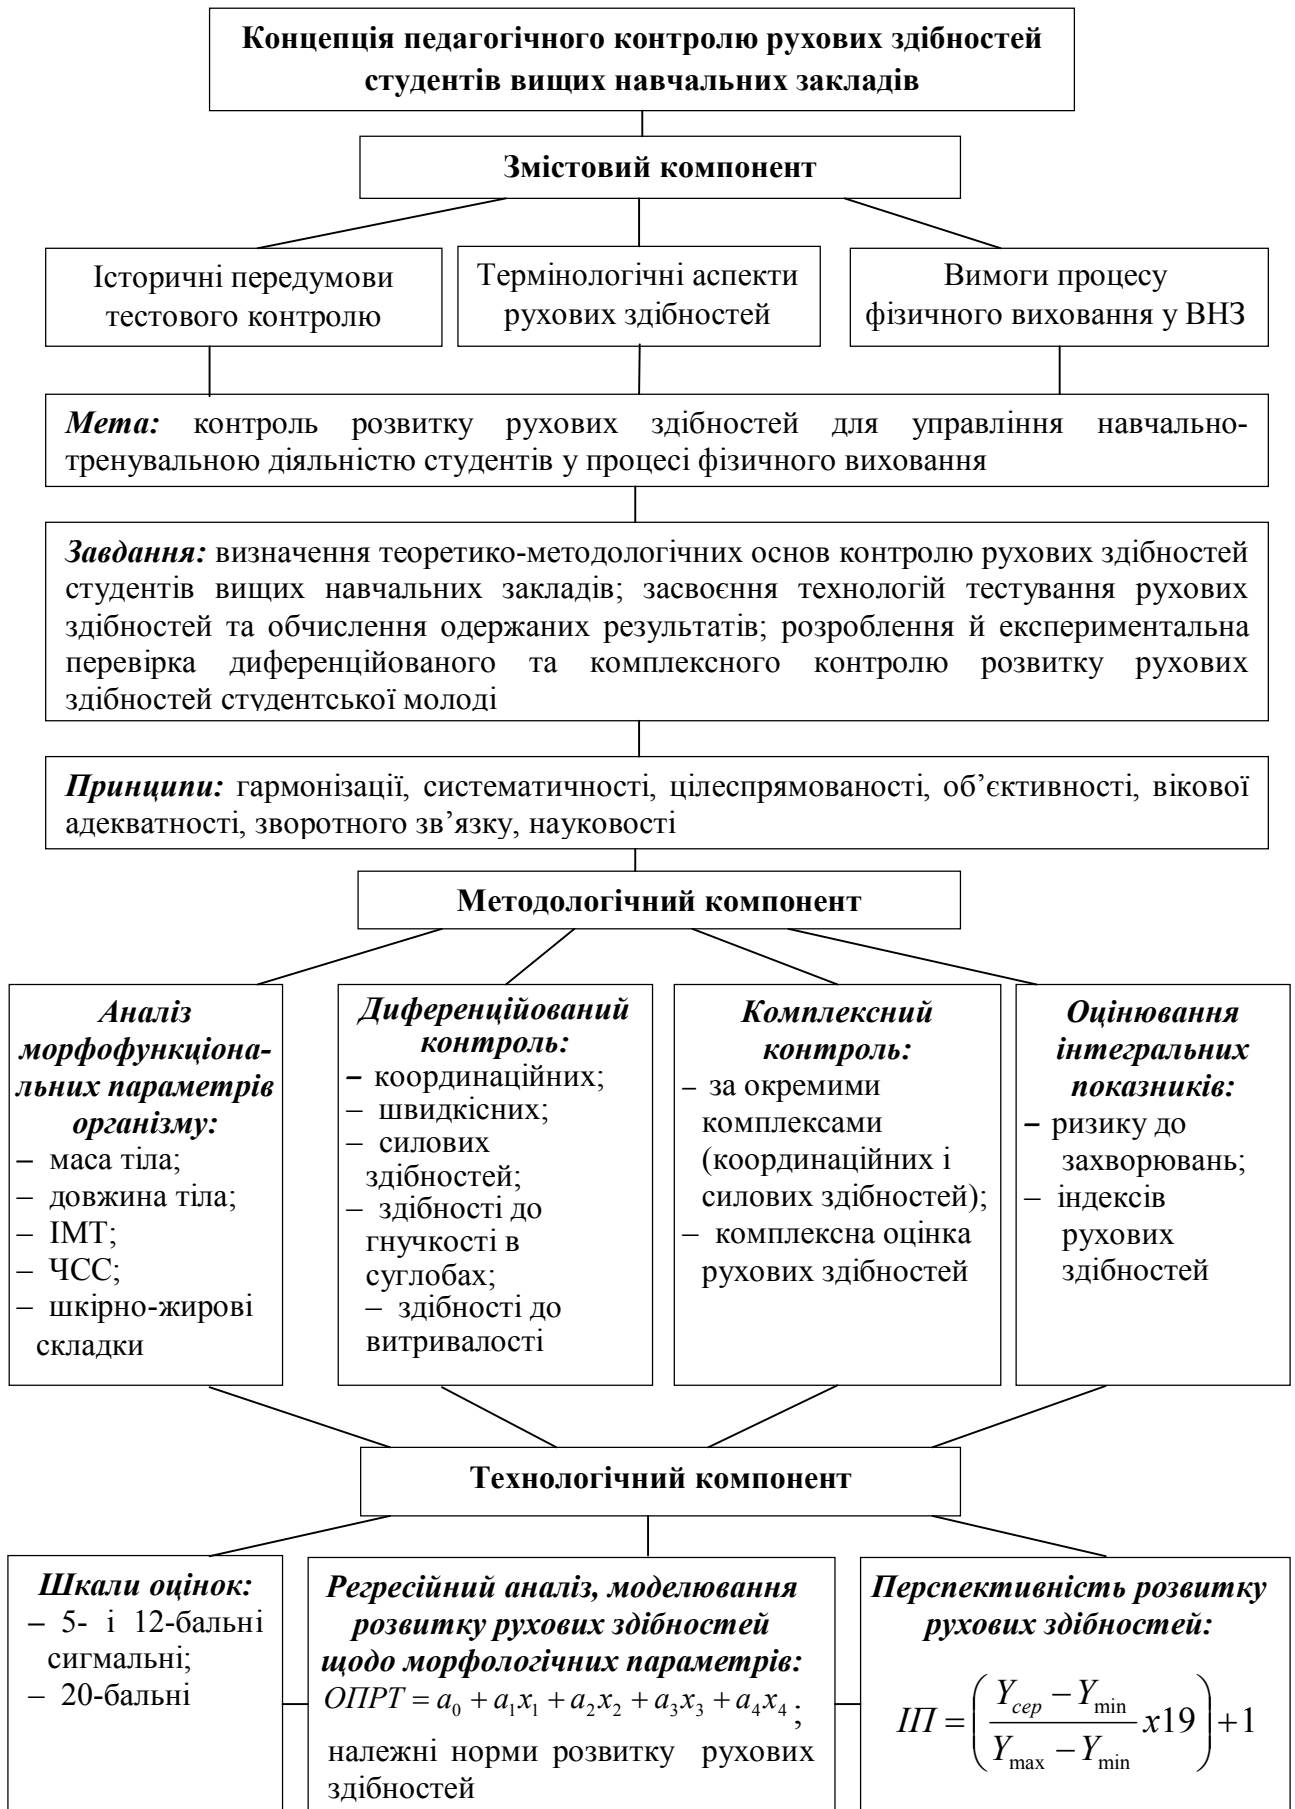 Концепція педагогічного контролю рухових здібностей
студентів вищих навчальних закладів
Змістовий компонент
Історичні передумови
тестового контролю
Термінологічні аспекти
рухових здібностей
Вимоги процесу
фізичного виховання у ВНЗ
Мета: контроль розвитку рухових здібностей для управління навчально-
тренувальною діяльністю студентів у процесі фізичного виховання
Завдання: визначення теоретико-методологічних основ контролю рухових здібностей
студентів вищих навчальних закладів; засвоєння технологій тестування рухових
здібностей та обчислення одержаних результатів; розроблення й експериментальна
перевірка диференційованого та комплексного контролю розвитку рухових
здібностей студентської молоді
Принципи: гармонізації, систематичності, цілеспрямованості, об’єктивності, вікової
адекватності, зворотного зв’язку, науковості
Методологічний компонент
Аналіз
морфофункціона-
льних параметрів
організму:
– маса тіла;
– довжина тіла;
– ІМТ;
– ЧСС;
– шкірно-жирові
складки
Диференційований
контроль:
– координаційних;
– швидкісних;
– силових
здібностей;
– здібності до
гнучкості в
суглобах;
– здібності до
витривалості
Комплексний
контроль:
– за окремими
комплексами
(координаційних і
силових здібностей);
– комплексна оцінка
рухових здібностей
Оцінювання
інтегральних
показників:
– ризику до
захворювань;
– індексів
рухових
здібностей
Технологічний компонент
Шкали оцінок:
– 5- і 12-бальні
сигмальні;
– 20-бальні
Регресійний аналіз, моделювання
розвитку рухових здібностей
щодо морфологічних параметрів:
ОПРТ = a₀ + a₁x₁ + a₂x₂ + a₃x₃ + a₄x₄ ;
належні норми розвитку рухових
здібностей
Перспективність розвитку
рухових здібностей:
ІП = ( (Y_сер − Y_min) / (Y_max − Y_min) x19 ) + 1